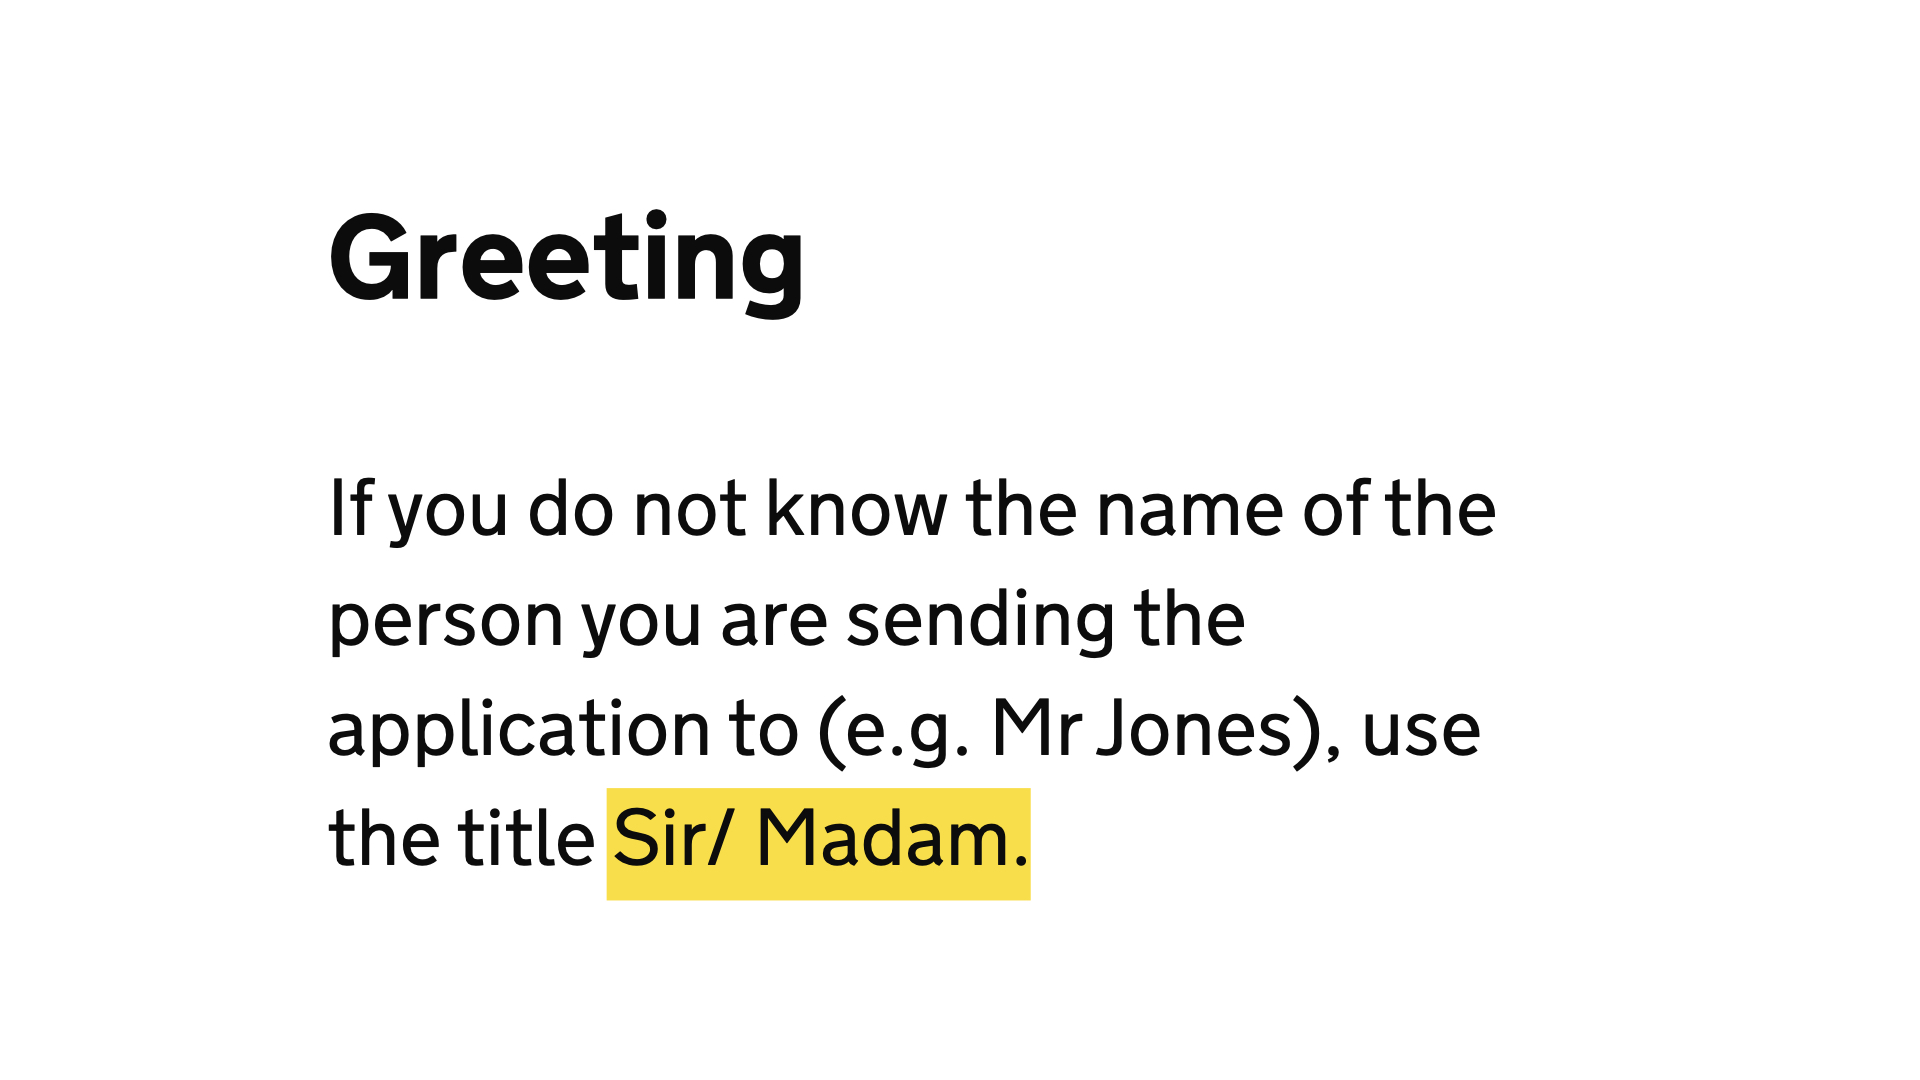 Greeting
If you do not know the name of the
person you are sending the
application to (e.g. Mr Jones), use
the title Sir/ Madam.